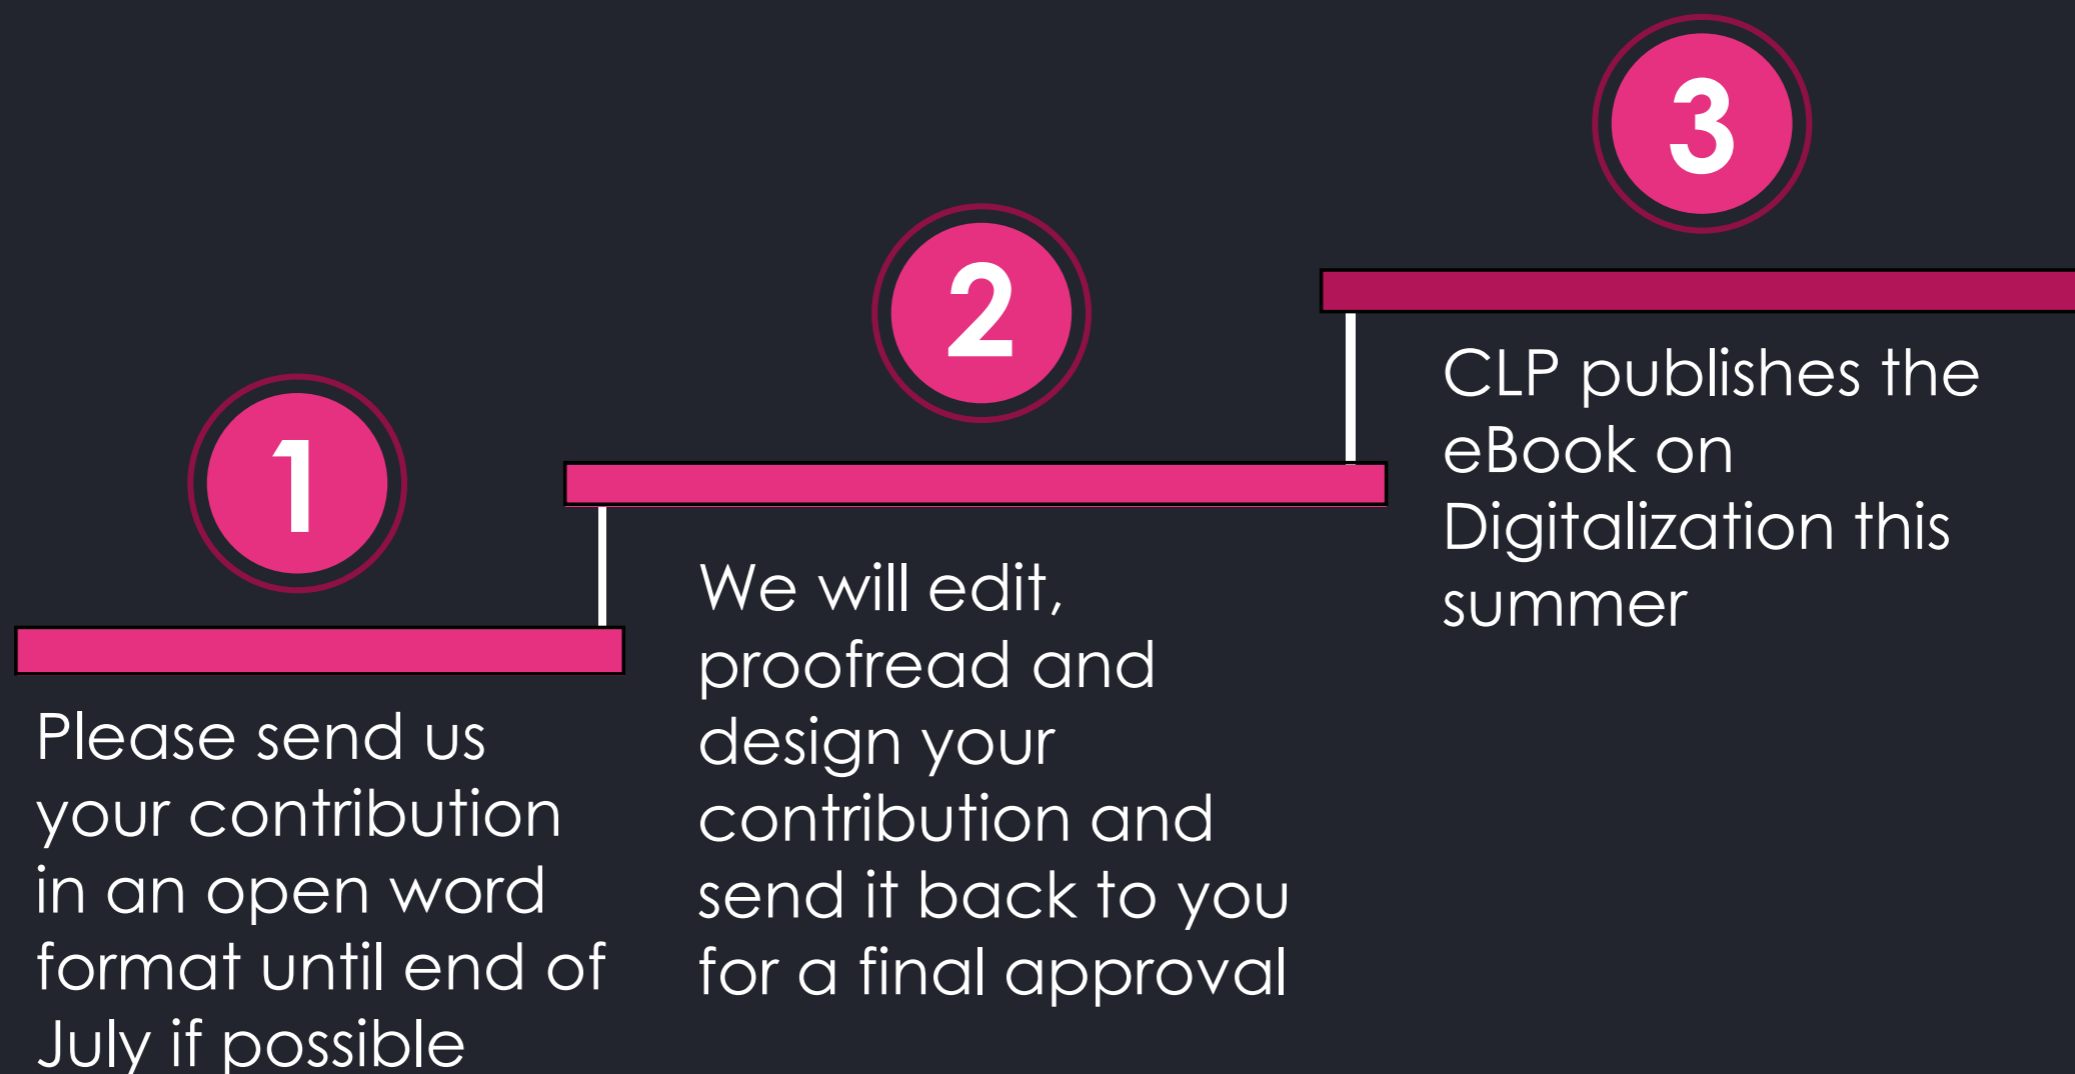 1
Please send us
your contribution
in an open word
format until end of
July if possible
2
We will edit,
proofread and
design your
contribution and
send it back to you
for a final approval
3
CLP publishes the
eBook on
Digitalization this
summer